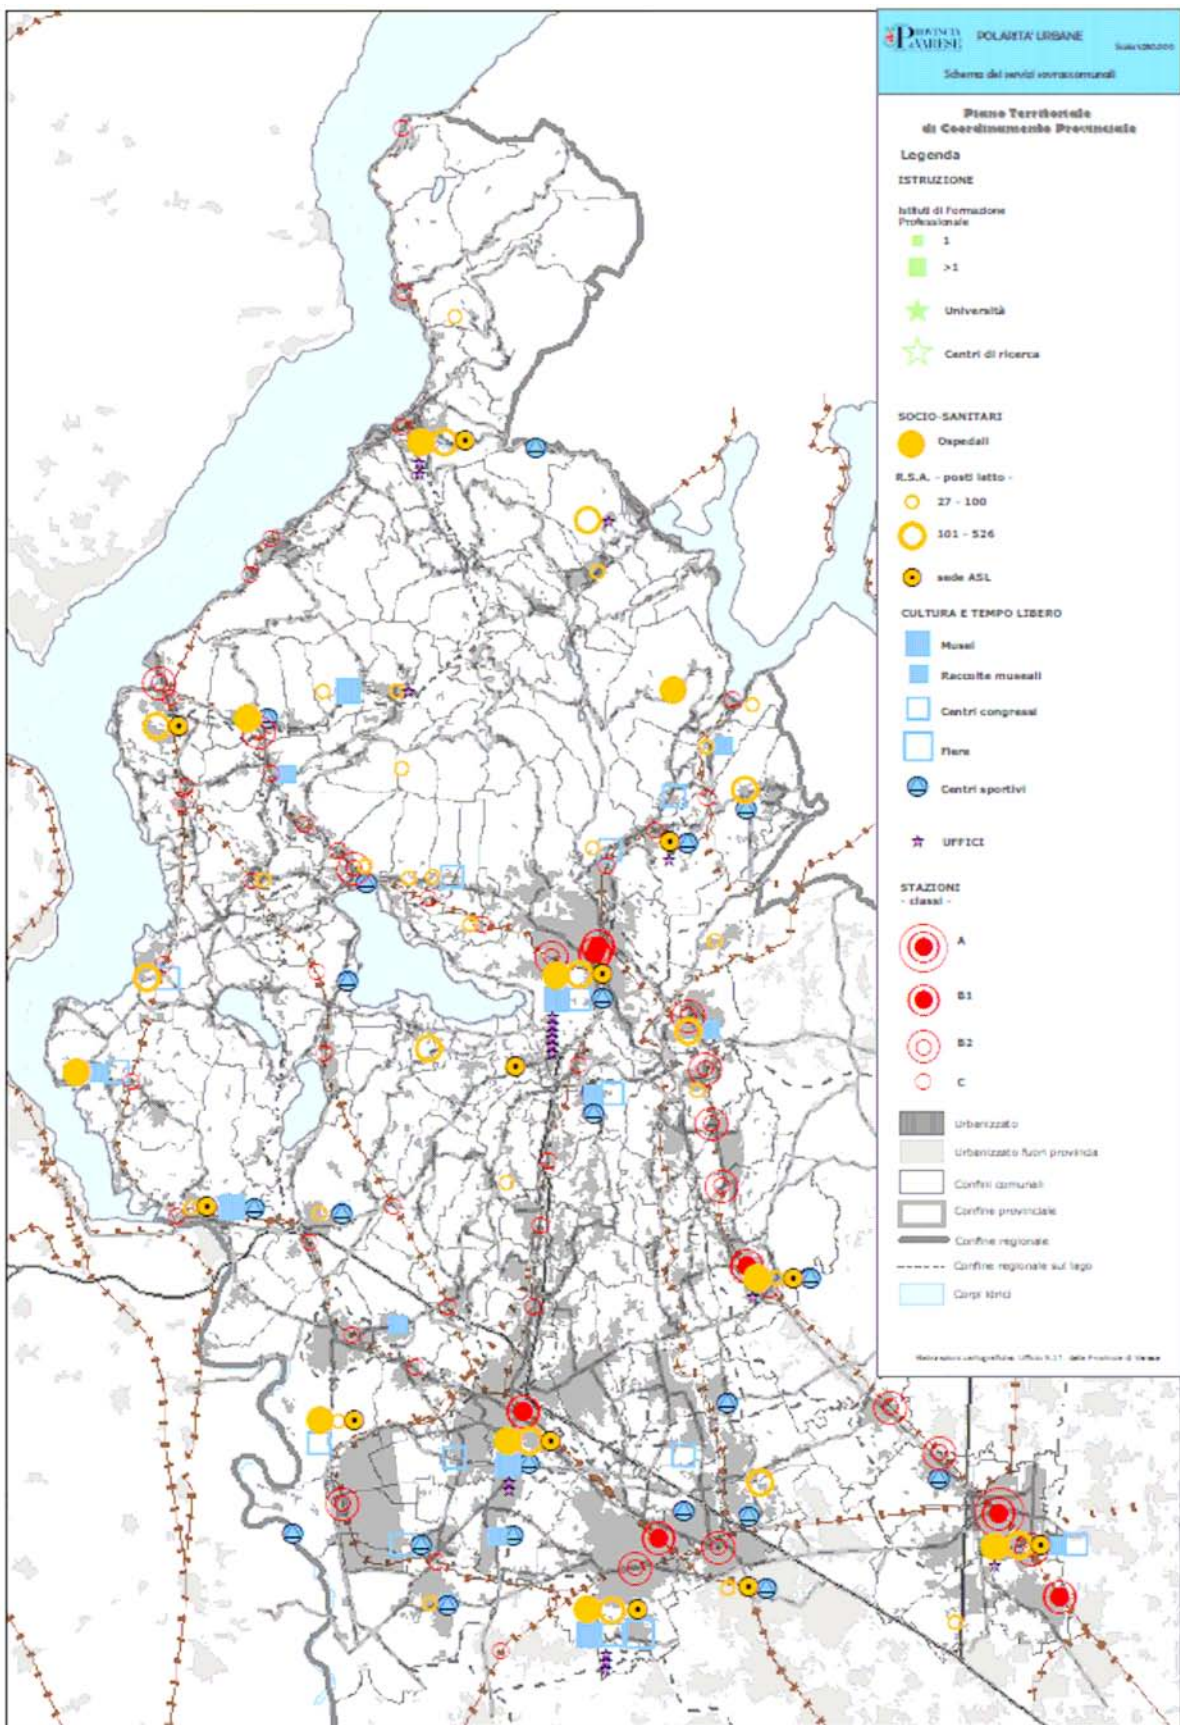 PROVINCIA
di VARESE
POLARITA' URBANE
Schema dei servizi sovraccomunali
Piano Territoriale
di Coordinamento Provinciale
Legenda
ISTRUZIONE
Istituti di Formazione
Professionale
1
>1
Università
Centri di ricerca
SOCIO-SANITARI
Ospedali
R.S.A. - posti letto -
27 - 100
101 - 526
sede ASL
CULTURA E TEMPO LIBERO
Musei
Raccolte museali
Centri congressi
Fiere
Centri sportivi
UFFICI
STAZIONI
- classi -
A
B1
B2
C
Urbanizzato
Urbanizzato fuori provincia
Confini comunali
Confine provinciale
Confine regionale
Confine regionale sul lago
Corpi idrici